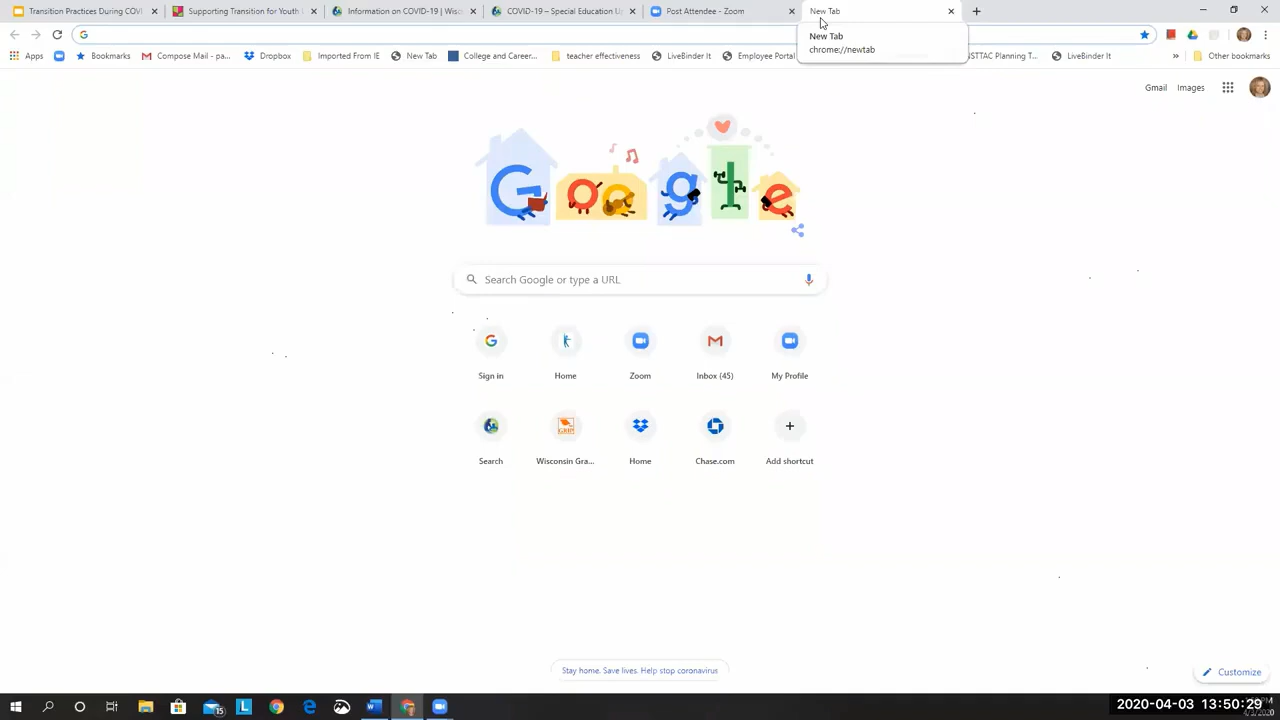 Transition Practices During COVI
Supporting Transition for Youth
Information on COVID-19 | Wisc
COVID-19 – Special Education Up
Post Attendee - Zoom
New Tab
New Tab
chrome://newtab
Apps
Bookmarks
Compose Mail - pa...
Dropbox
Imported From IE
New Tab
College and Career...
teacher effectiveness
LiveBinder It
Employee Portal
NSTTAC Planning T...
LiveBinder It
»
Other bookmarks
Gmail
Images
Google
Search Google or type a URL
Sign in
Home
Zoom
Inbox (45)
My Profile
Search
Wisconsin Gra...
Home
Chase.com
Add shortcut
Stay home. Save lives. Help stop coronavirus
Customize
15
2020-04-03 13:50:29